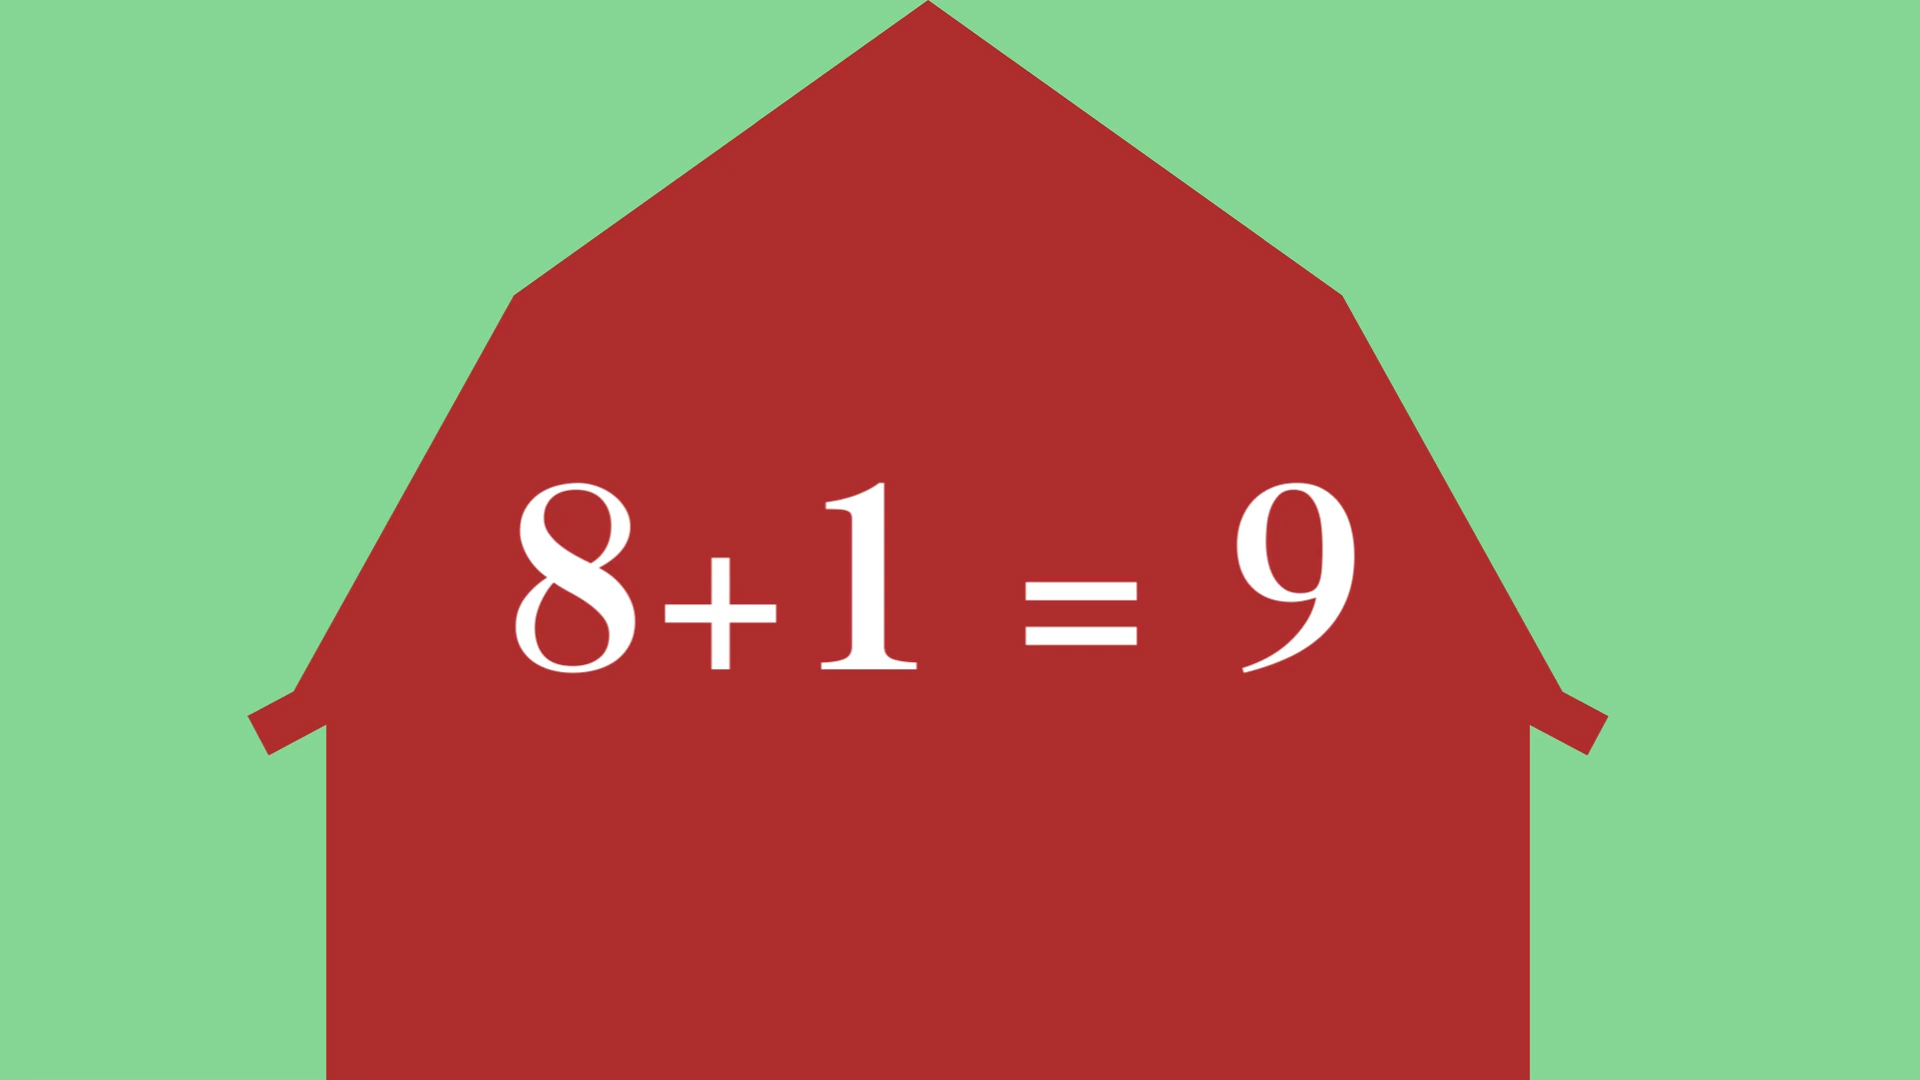 8+1 = 9